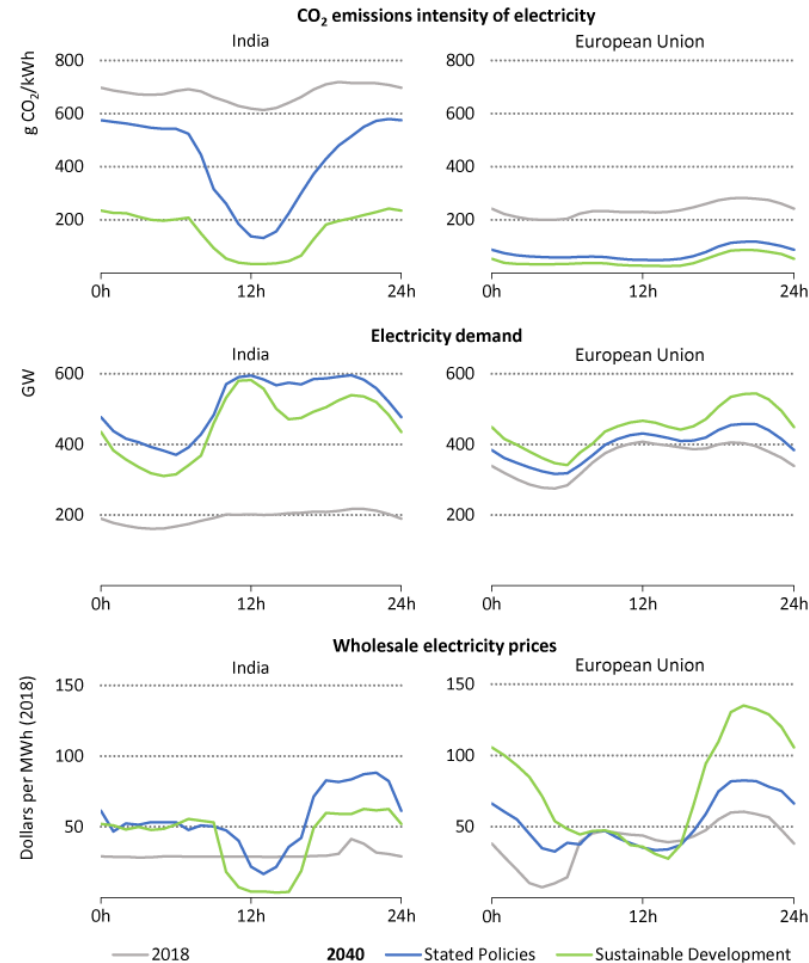 CO₂ emissions intensity of electricity
India
European Union
g CO₂/kWh
800
600
400
200
0h
12h
24h
800
600
400
200
0h
12h
24h
Electricity demand
India
European Union
GW
600
400
200
0h
12h
24h
600
400
200
0h
12h
24h
Wholesale electricity prices
India
European Union
Dollars per MWh (2018)
150
100
50
0h
12h
24h
150
100
50
0h
12h
24h
2018 2040 Stated Policies Sustainable Development